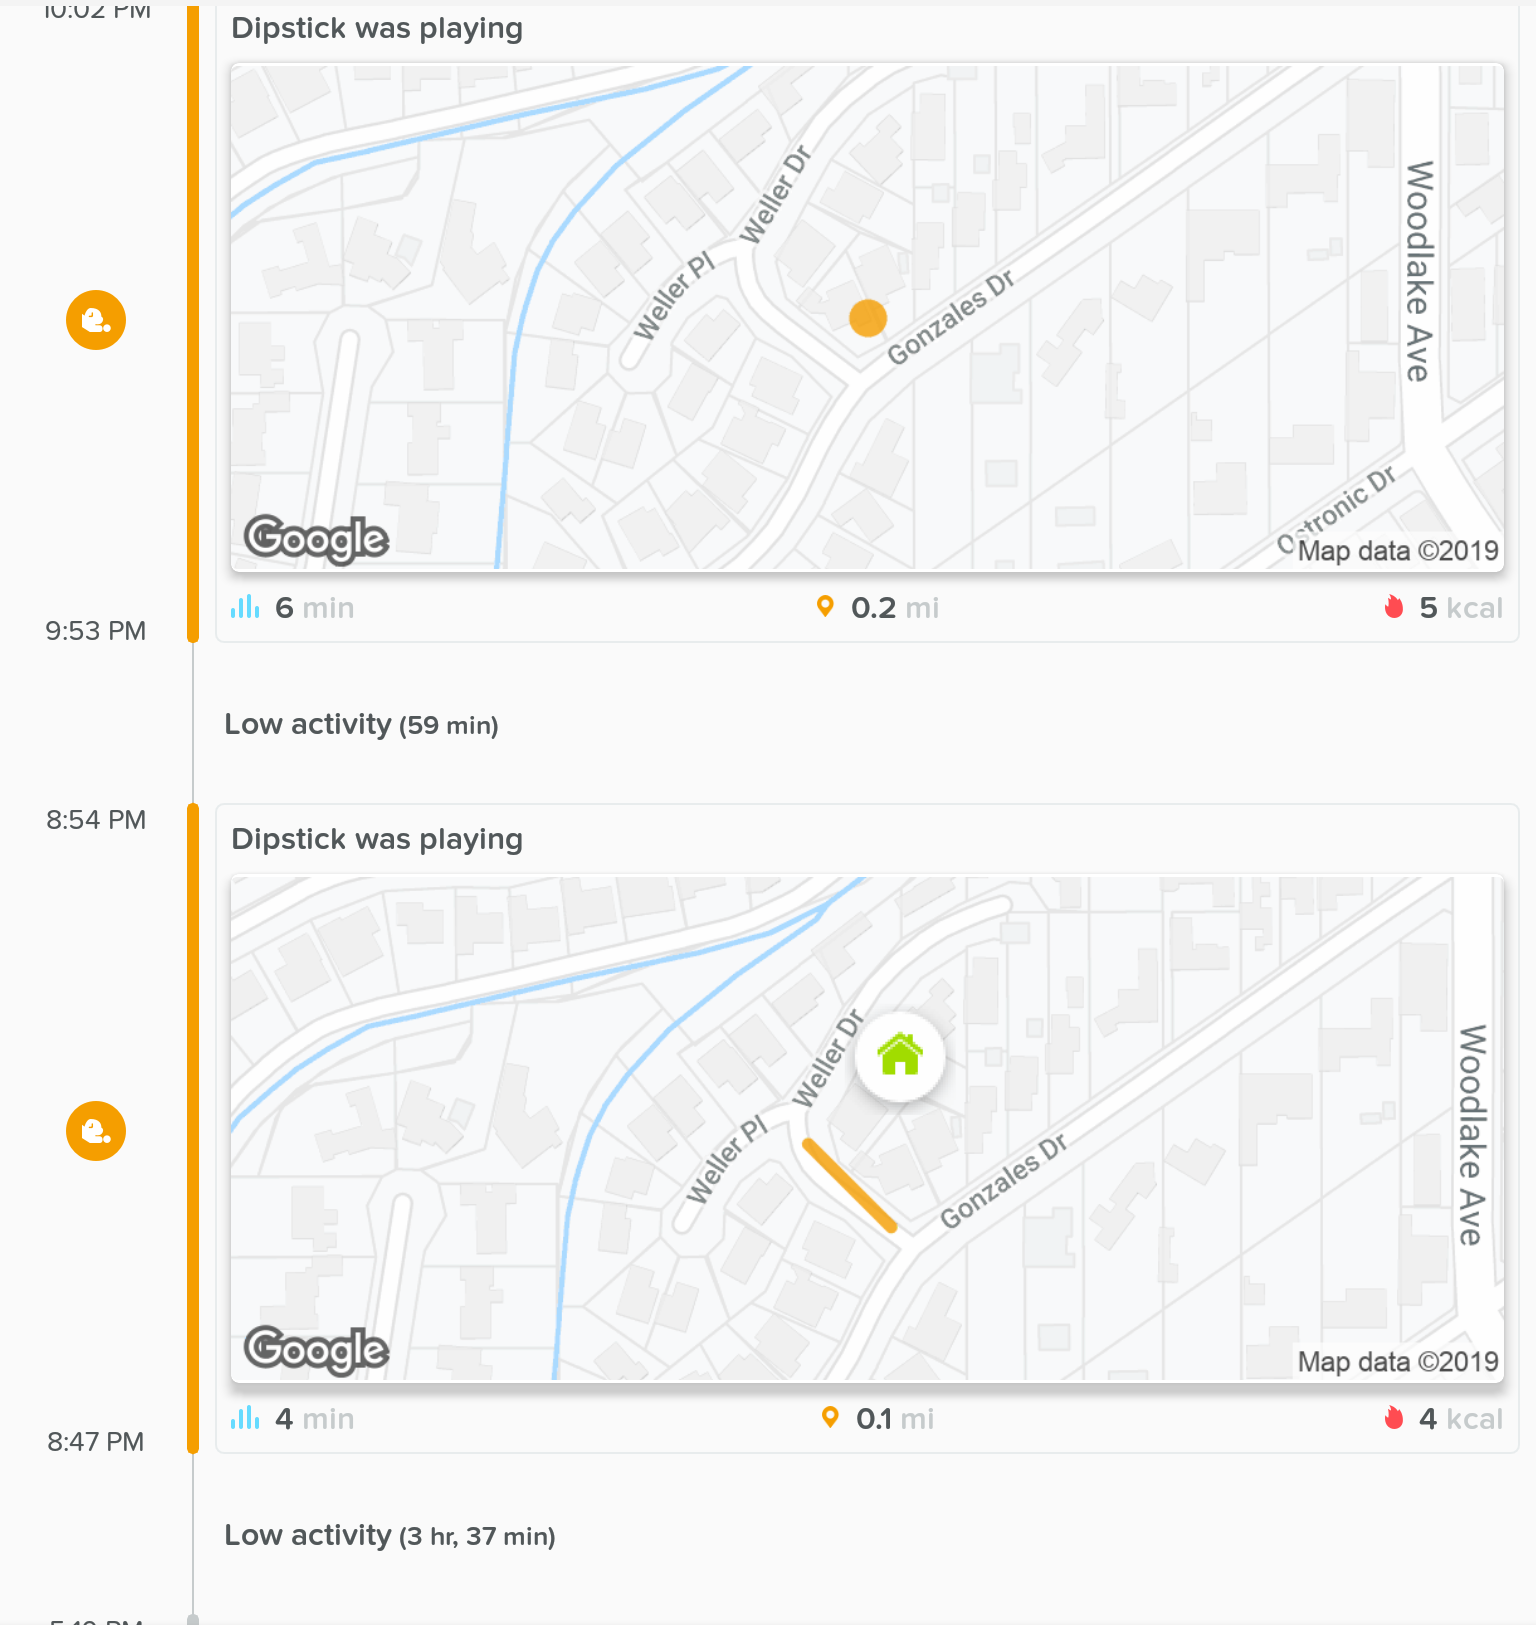 10:02 PM
Dipstick was playing
Weller Dr
Weller Pl
Gonzales Dr
Woodlake Ave
Ostronic Dr
Google
Map data ©2019
6 min
0.2 mi
5 kcal
9:53 PM
Low activity (59 min)
8:54 PM
Dipstick was playing
Weller Dr
Weller Pl
Gonzales Dr
Woodlake Ave
Google
Map data ©2019
4 min
0.1 mi
4 kcal
8:47 PM
Low activity (3 hr, 37 min)